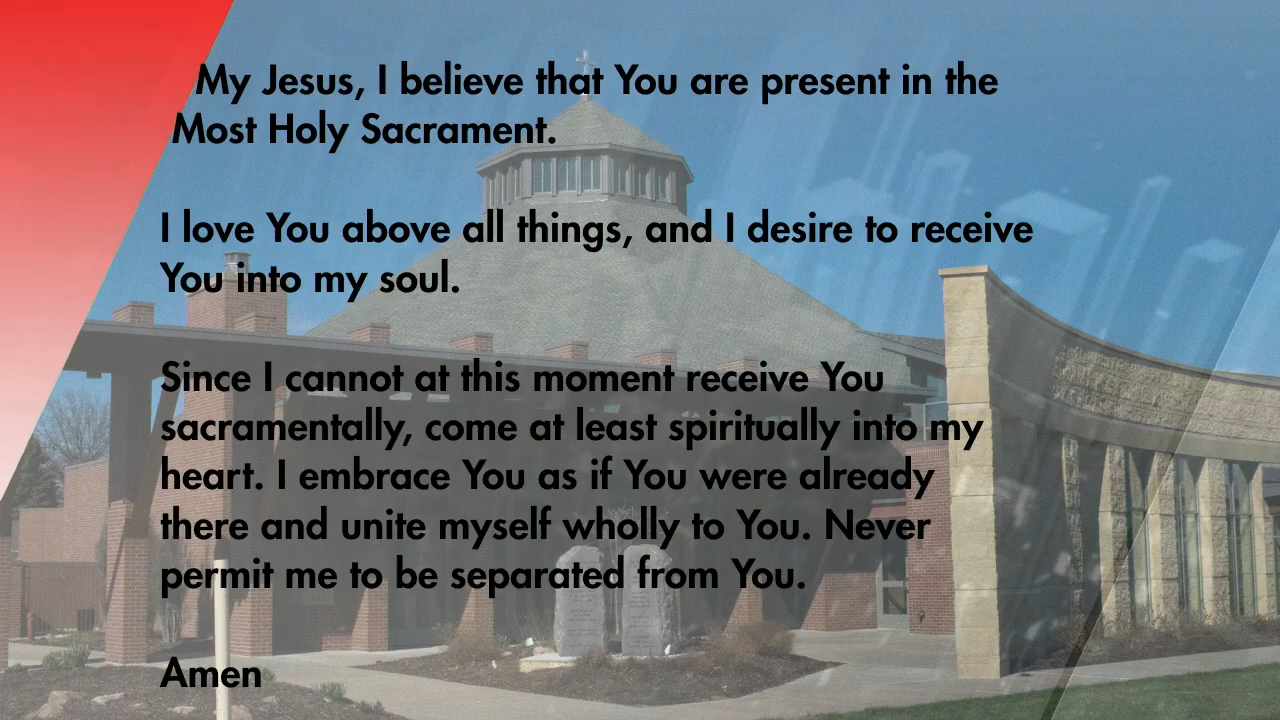 My Jesus, I believe that You are present in the
Most Holy Sacrament.
I love You above all things, and I desire to receive
You into my soul.
Since I cannot at this moment receive You
sacramentally, come at least spiritually into my
heart. I embrace You as if You were already
there and unite myself wholly to You. Never
permit me to be separated from You.
Amen